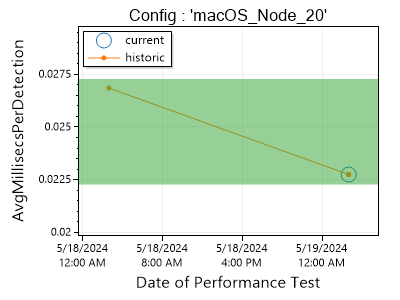 Config : 'macOS_Node_20'
current
historic
AvgMillisecsPerDetection
0.0275
0.025
0.0225
0.02
5/18/2024 5/18/2024 5/18/2024 5/19/2024
12:00 AM 8:00 AM 4:00 PM 12:00 AM
Date of Performance Test